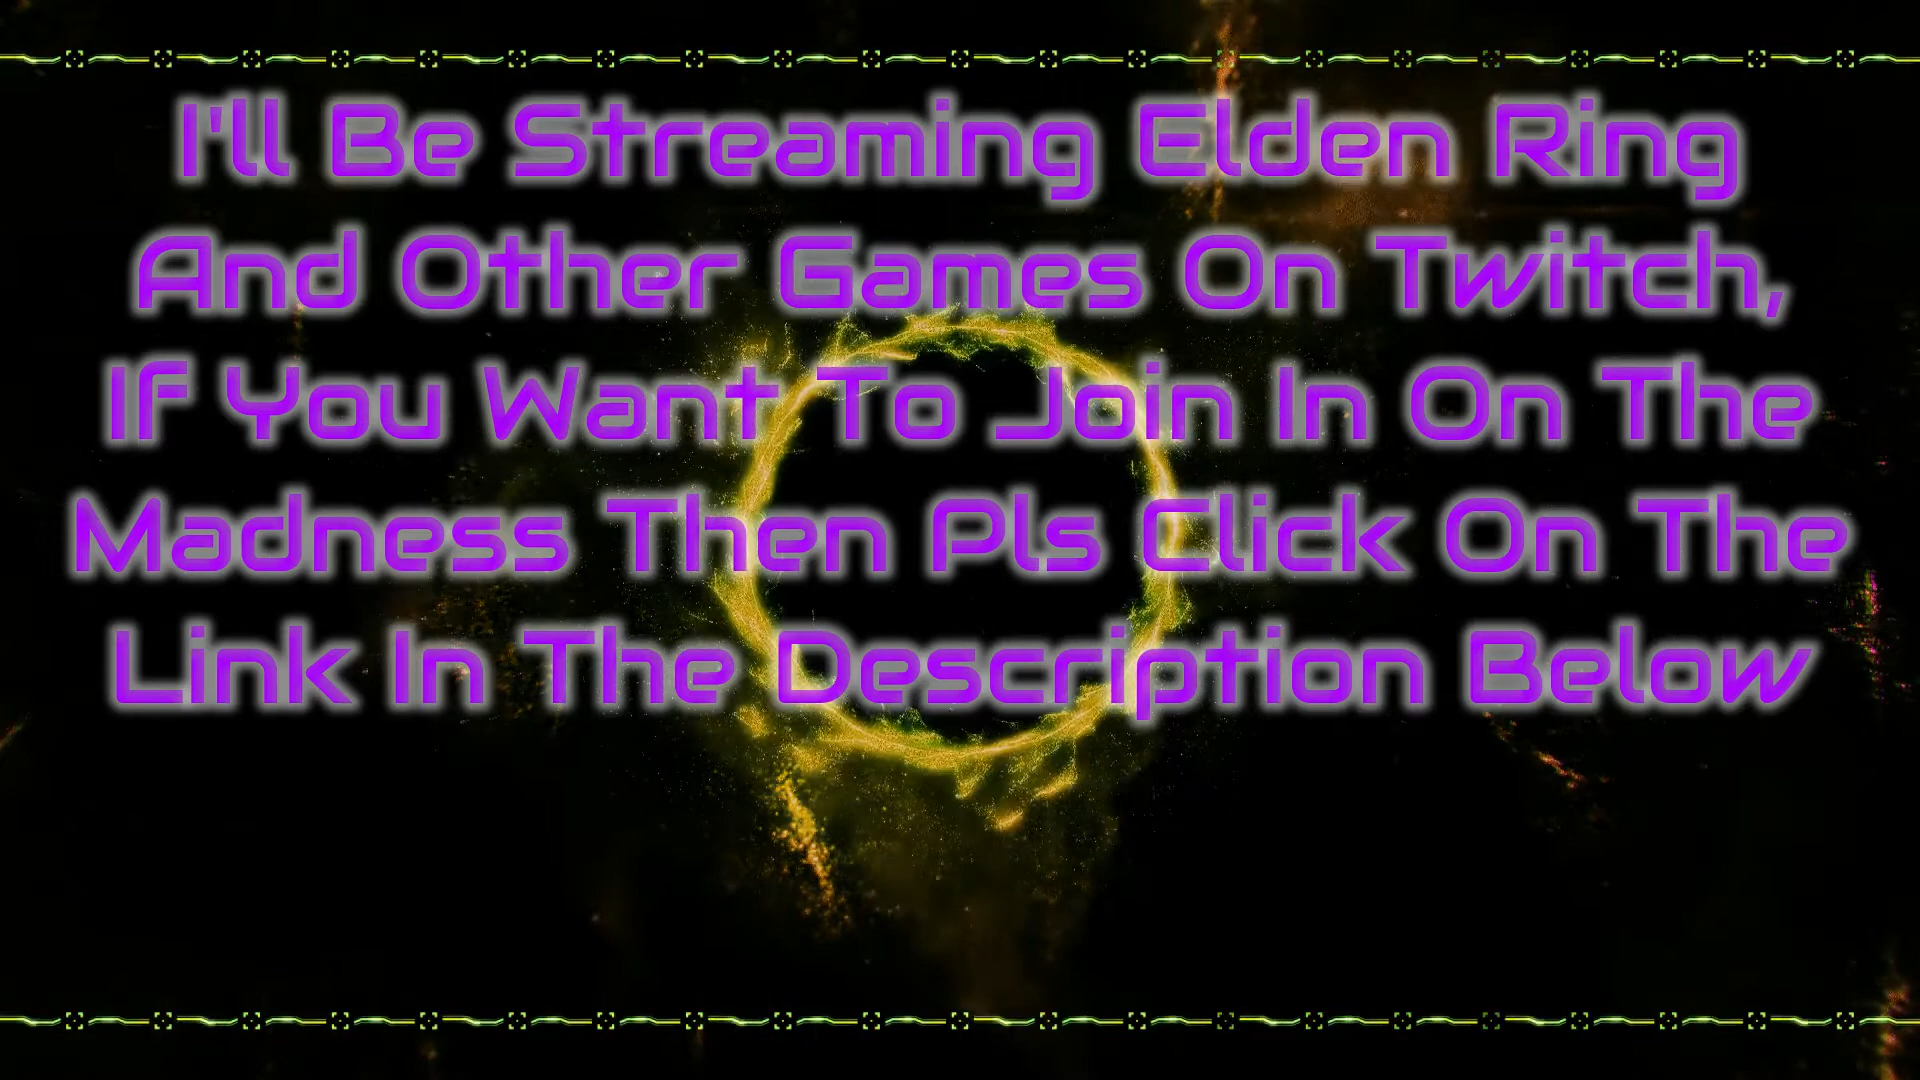 I'll Be Streaming Elden Ring
And Other Games On Twitch,
If You Want To Join In On The
Madness Then Pls Click On The
Link In The Description Below